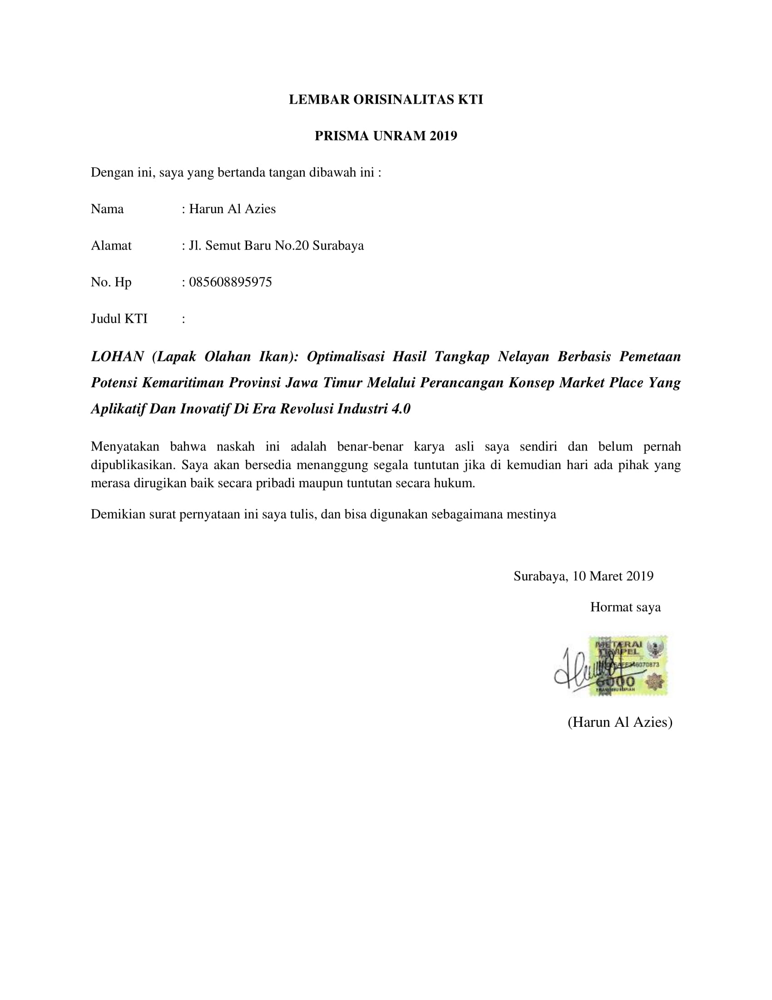 LEMBAR ORISINALITAS KTI
PRISMA UNRAM 2019
Dengan ini, saya yang bertanda tangan dibawah ini :
Nama : Harun Al Azies
Alamat : Jl. Semut Baru No.20 Surabaya
No. Hp : 085608895975
Judul KTI :
LOHAN (Lapak Olahan Ikan): Optimalisasi Hasil Tangkap Nelayan Berbasis Pemetaan
Potensi Kemaritiman Provinsi Jawa Timur Melalui Perancangan Konsep Market Place Yang
Aplikatif Dan Inovatif Di Era Revolusi Industri 4.0
Menyatakan bahwa naskah ini adalah benar-benar karya asli saya sendiri dan belum pernah
dipublikasikan. Saya akan bersedia menanggung segala tuntutan jika di kemudian hari ada pihak yang
merasa dirugikan baik secara pribadi maupun tuntutan secara hukum.
Demikian surat pernyataan ini saya tulis, dan bisa digunakan sebagaimana mestinya
Surabaya, 10 Maret 2019
Hormat saya
METERAI
TEMPEL
6000
(Harun Al Azies)